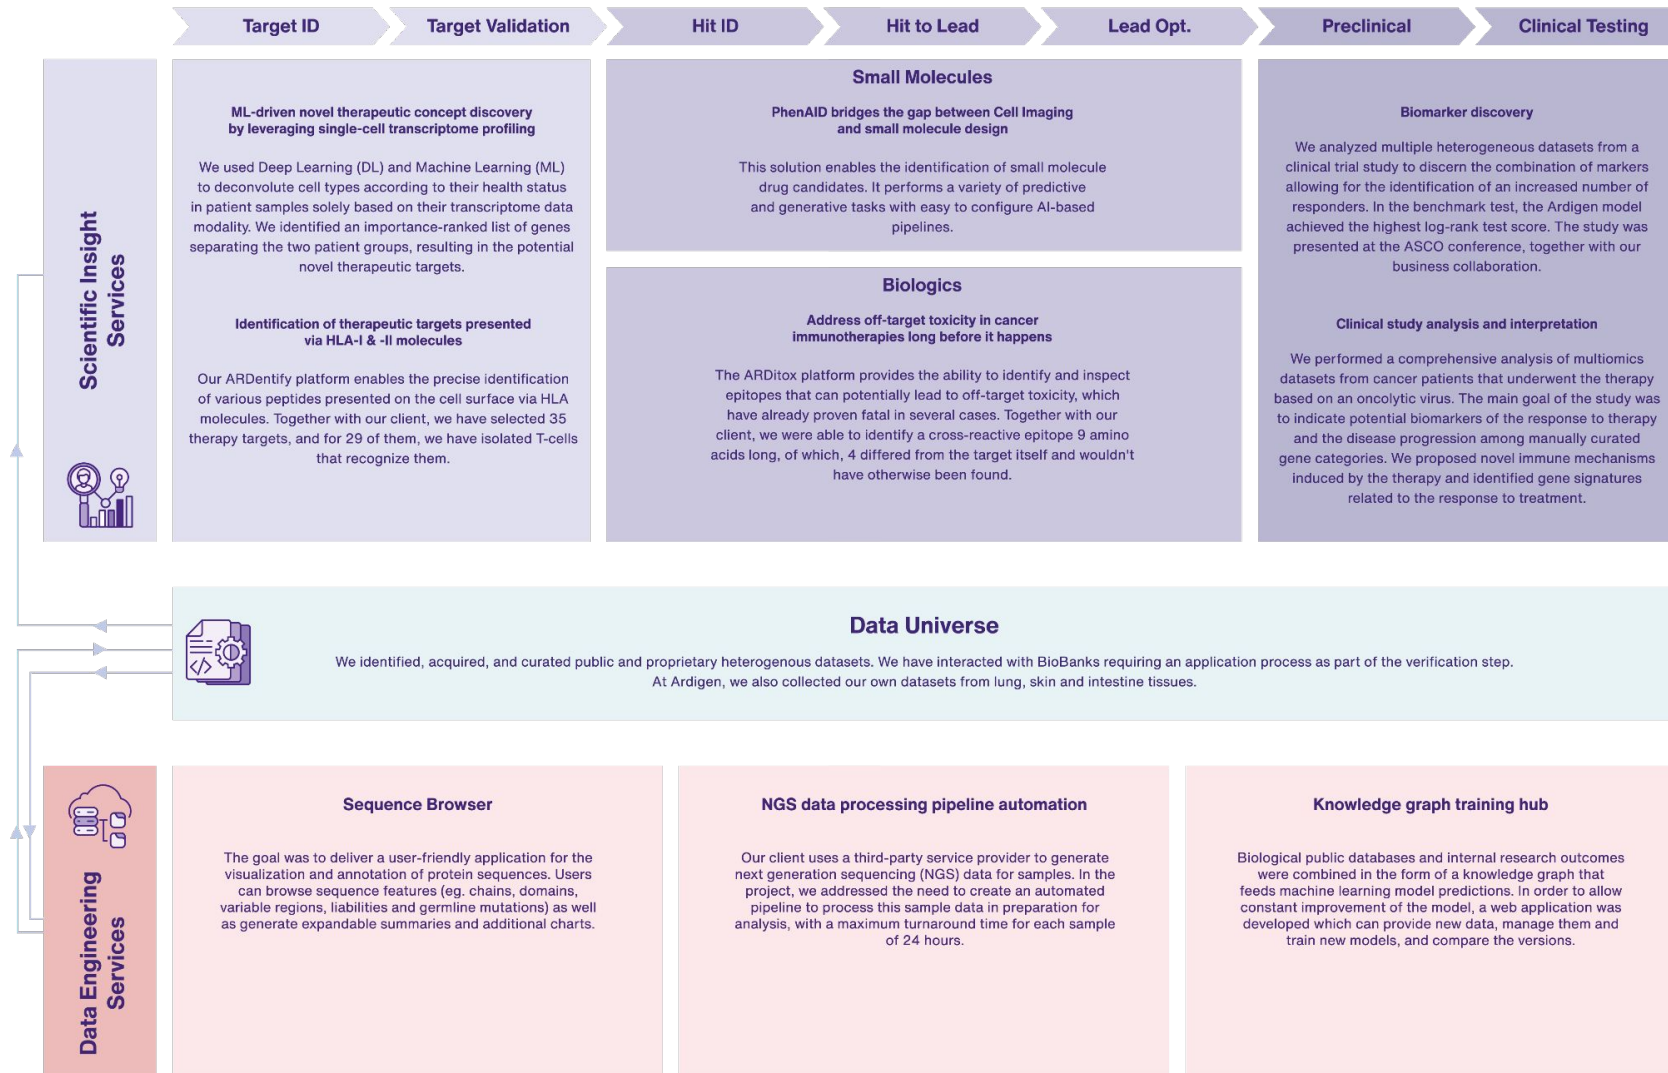 Target ID
Target Validation
Hit ID
Hit to Lead
Lead Opt.
Preclinical
Clinical Testing
Scientific Insight
Services
ML-driven novel therapeutic concept discovery
by leveraging single-cell transcriptome profiling
We used Deep Learning (DL) and Machine Learning (ML)
to deconvolute cell types according to their health status
in patient samples solely based on their transcriptome data
modality. We identified an importance-ranked list of genes
separating the two patient groups, resulting in the potential
novel therapeutic targets.
Identification of therapeutic targets presented
via HLA-I & -II molecules
Our ARDentify platform enables the precise identification
of various peptides presented on the cell surface via HLA
molecules. Together with our client, we have selected 35
therapy targets, and for 29 of them, we have isolated T-cells
that recognize them.
Small Molecules
PhenAID bridges the gap between Cell Imaging
and small molecule design
This solution enables the identification of small molecule
drug candidates. It performs a variety of predictive
and generative tasks with easy to configure AI-based
pipelines.
Biologics
Address off-target toxicity in cancer
immunotherapies long before it happens
The ARDitox platform provides the ability to identify and inspect
epitopes that can potentially lead to off-target toxicity, which
have already proven fatal in several cases. Together with our
client, we were able to identify a cross-reactive epitope 9 amino
acids long, of which, 4 differed from the target itself and wouldn't
have otherwise been found.
Biomarker discovery
We analyzed multiple heterogeneous datasets from a
clinical trial study to discern the combination of markers
allowing for the identification of an increased number of
responders. In the benchmark test, the Ardigen model
achieved the highest log-rank test score. The study was
presented at the ASCO conference, together with our
business collaboration.
Clinical study analysis and interpretation
We performed a comprehensive analysis of multiomics
datasets from cancer patients that underwent the therapy
based on an oncolytic virus. The main goal of the study was
to indicate potential biomarkers of the response to therapy
and the disease progression among manually curated
gene categories. We proposed novel immune mechanisms
induced by the therapy and identified gene signatures
related to the response to treatment.
Data Universe
We identified, acquired, and curated public and proprietary heterogenous datasets. We have interacted with BioBanks requiring an application process as part of the verification step.
At Ardigen, we also collected our own datasets from lung, skin and intestine tissues.
Data Engineering
Services
Sequence Browser
The goal was to deliver a user-friendly application for the
visualization and annotation of protein sequences. Users
can browse sequence features (eg. chains, domains,
variable regions, liabilities and germline mutations) as well
as generate expandable summaries and additional charts.
NGS data processing pipeline automation
Our client uses a third-party service provider to generate
next generation sequencing (NGS) data for samples. In the
project, we addressed the need to create an automated
pipeline to process this sample data in preparation for
analysis, with a maximum turnaround time for each sample
of 24 hours.
Knowledge graph training hub
Biological public databases and internal research outcomes
were combined in the form of a knowledge graph that
feeds machine learning model predictions. In order to allow
constant improvement of the model, a web application was
developed which can provide new data, manage them and
train new models, and compare the versions.